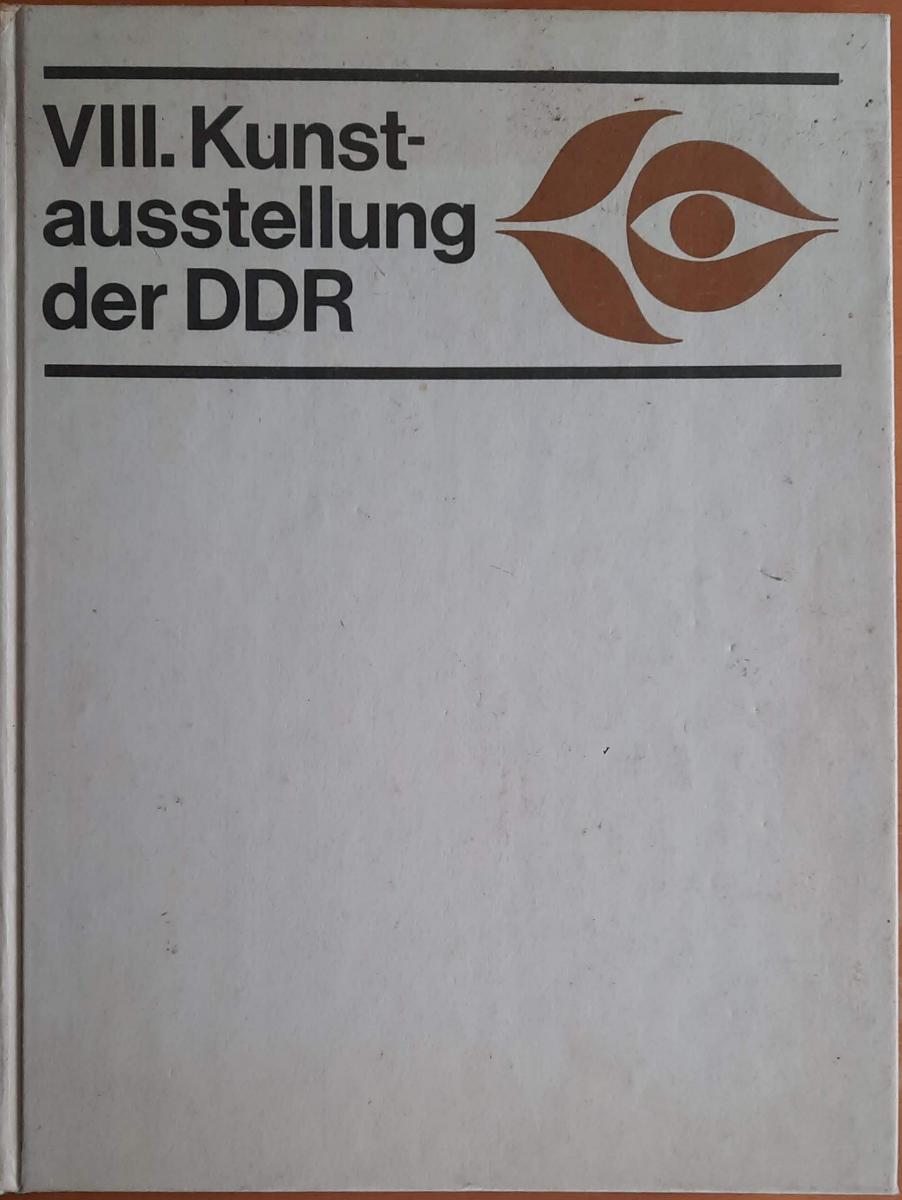 VIII. Kunst-
ausstellung
der DDR